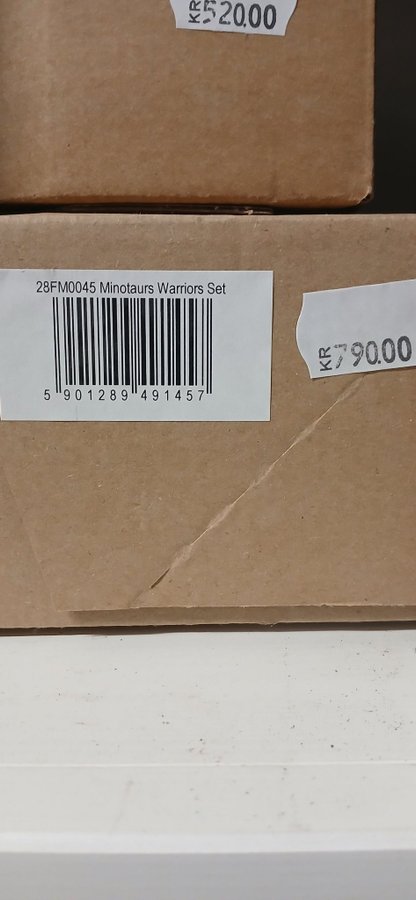 KR 520.00
28FM0045 Minotaurs Warriors Set
5 901289 491457
KR 790.00